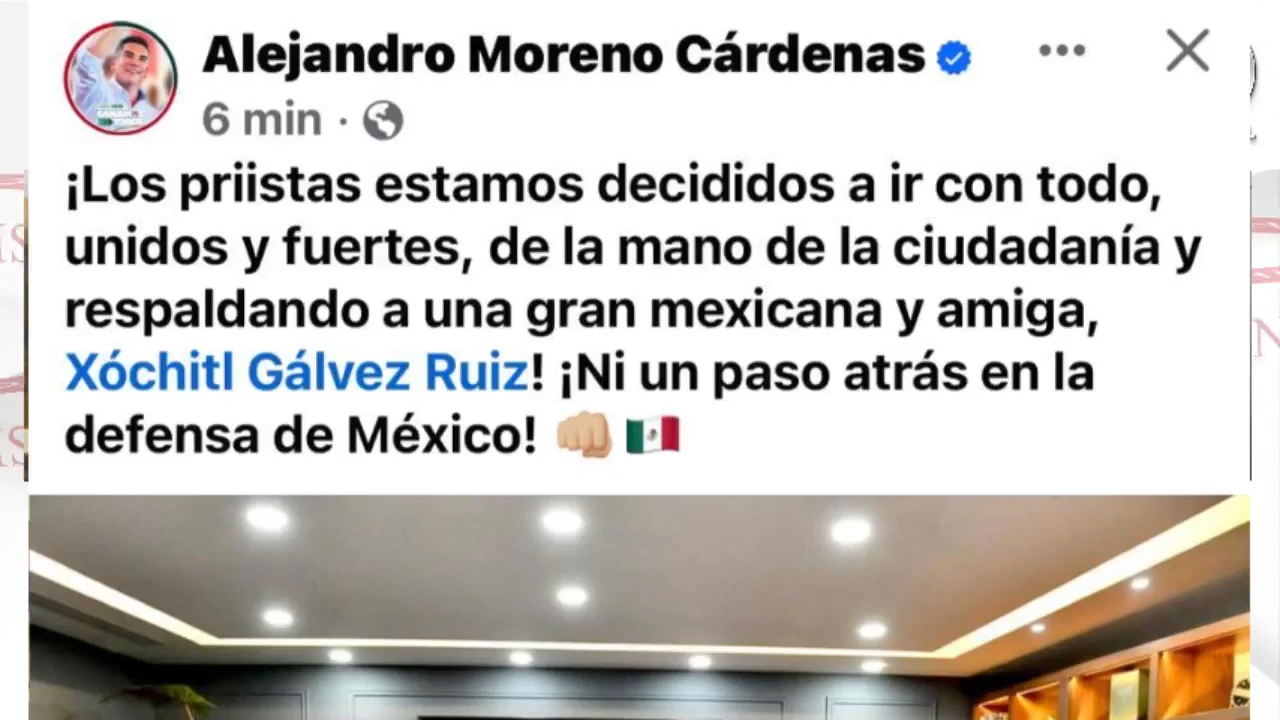 Alejandro Moreno Cárdenas
6 min ·
¡Los priistas estamos decididos a ir con todo,
unidos y fuertes, de la mano de la ciudadanía y
respaldando a una gran mexicana y amiga,
Xóchitl Gálvez Ruiz! ¡Ni un paso atrás en la
defensa de México! 👊🏼 🇲🇽